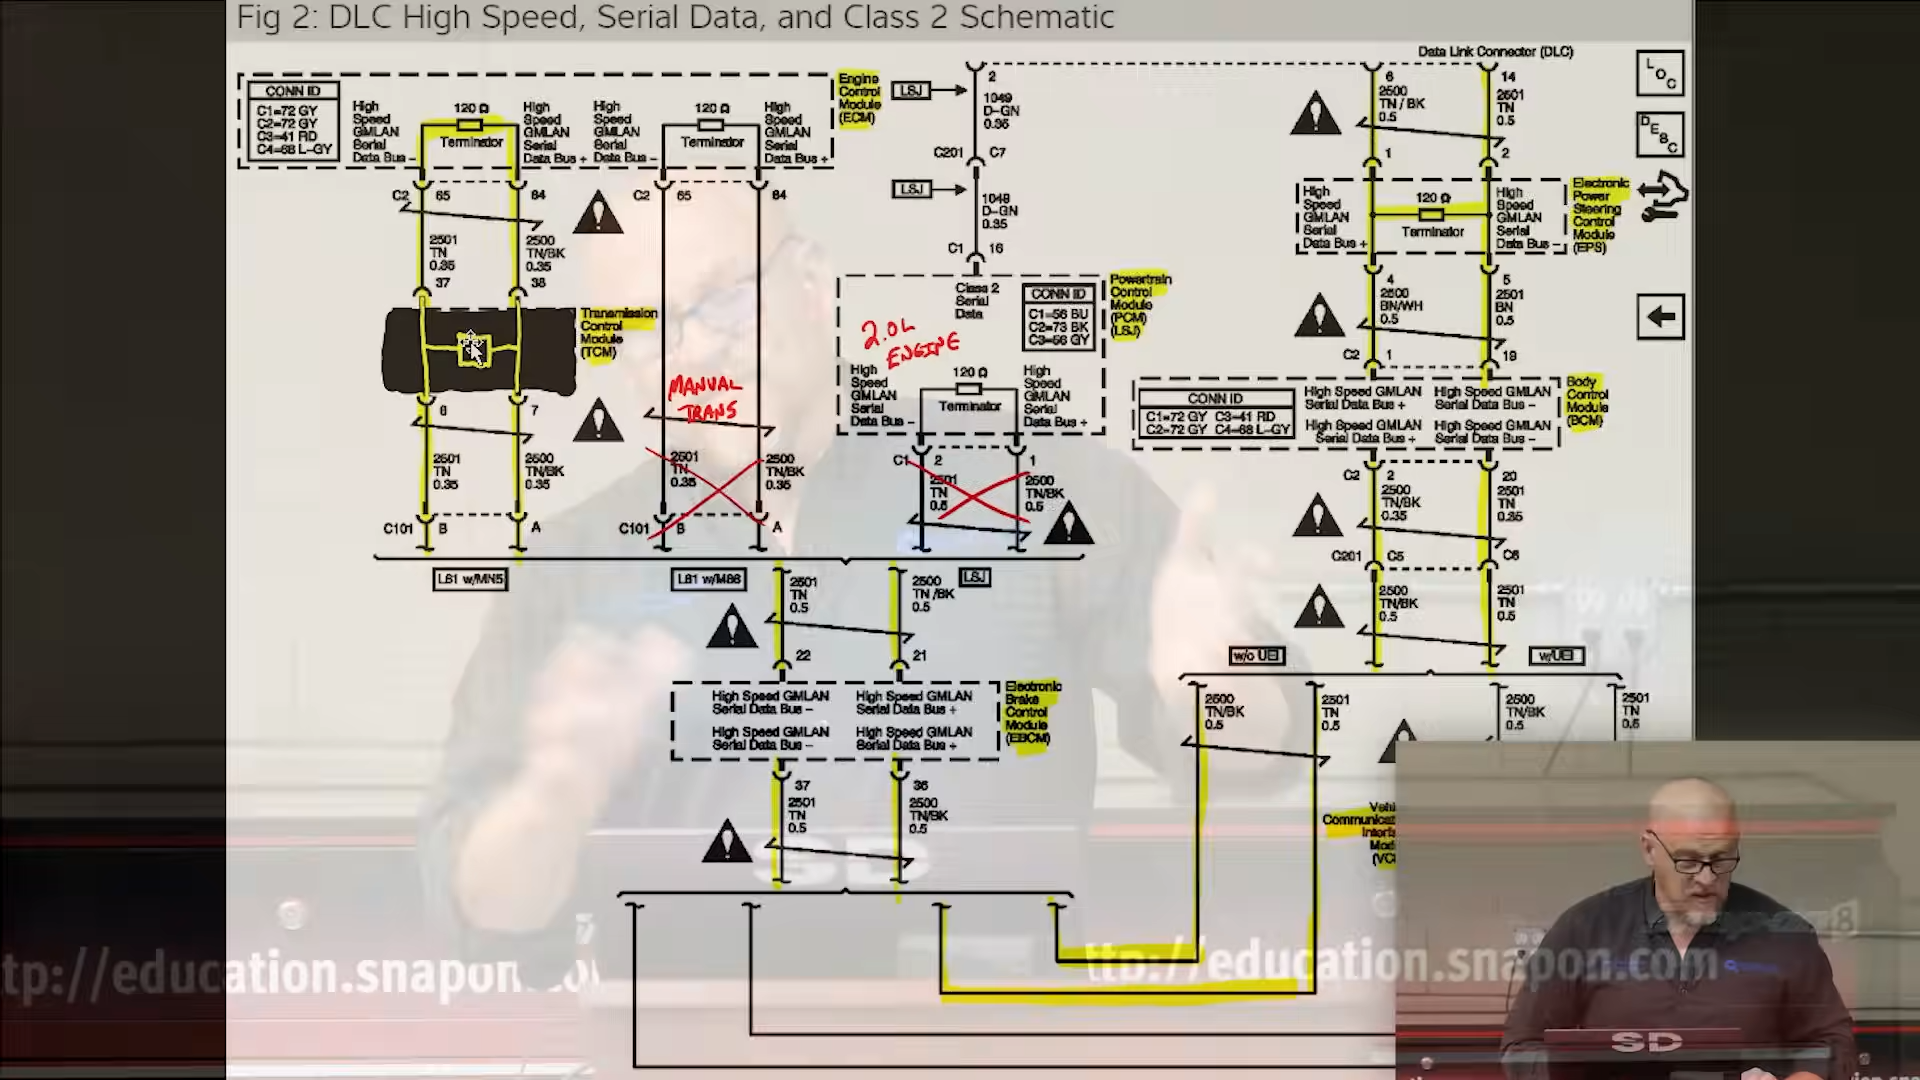 Fig 2: DLC High Speed, Serial Data, and Class 2 Schematic
Data Link Connector (DLC)
CONN ID
C1=72 GY
C2=72 GY
C3=41 RD
C4=68 L-GY
High
Speed
GMLAN
Serial
Data Bus -
120 Ω
Terminator
High
Speed
GMLAN
Serial
Data Bus +
High
Speed
GMLAN
Serial
Data Bus -
120 Ω
Terminator
High
Speed
GMLAN
Serial
Data Bus +
Engine
Control
Module
(ECM)
C2 65 84
2501
TN
0.35
2500
TN/BK
0.35
37 38
Transmission
Control
Module
(TCM)
6 7
2501
TN
0.35
2500
TN/BK
0.35
C101 B A
L61 w/MN5
C2 65 84
MANUAL
TRANS
2501
TN
0.35
2500
TN/BK
0.35
C101 B A
L61 w/M86
LSJ
2
1049
D-GN
0.35
C201 C7
LSJ
1049
D-GN
0.35
C1 16
Class 2
Serial
Data
CONN ID
C1=56 BU
C2=73 BK
C3=56 GY
Powertrain
Control
Module
(PCM)
(LSJ)
2.0L
ENGINE
High
Speed
GMLAN
Serial
Data Bus -
120 Ω
Terminator
High
Speed
GMLAN
Serial
Data Bus +
C1 2 1
2501
TN
0.5
2500
TN/BK
0.5
LSJ
2501
TN
0.5
2500
TN /BK
0.5
22 21
High Speed GMLAN
Serial Data Bus -
High Speed GMLAN
Serial Data Bus +
High Speed GMLAN
Serial Data Bus -
High Speed GMLAN
Serial Data Bus +
Electronic
Brake
Control
Module
(EBCM)
37 36
2501
TN
0.5
2500
TN/BK
0.5
6
2500
TN / BK
0.5
14
2501
TN
0.5
1 2
High
Speed
GMLAN
Serial
Data Bus +
120 Ω
Terminator
High
Speed
GMLAN
Serial
Data Bus -
Electronic
Power
Steering
Control
Module
(EPS)
4
2500
BN/WH
0.5
5
2501
BN
0.5
C2 1 19
CONN ID
C1=72 GY C3=41 RD
C2=72 GY C4=68 L-GY
High Speed GMLAN
Serial Data Bus +
High Speed GMLAN
Serial Data Bus -
High Speed GMLAN
Serial Data Bus +
High Speed GMLAN
Serial Data Bus -
Body
Control
Module
(BCM)
C2 2 20
2500
TN/BK
0.35
2501
TN
0.35
C201 C5 C6
2500
TN/BK
0.5
2501
TN
0.5
w/o UEI
w/UEI
2500
TN/BK
0.5
2501
TN
0.5
2500
TN/BK
0.5
2501
TN
0.5
LOC
DESC
SD
tp://education.snapon.co
ttp://education.snapon.com
SD